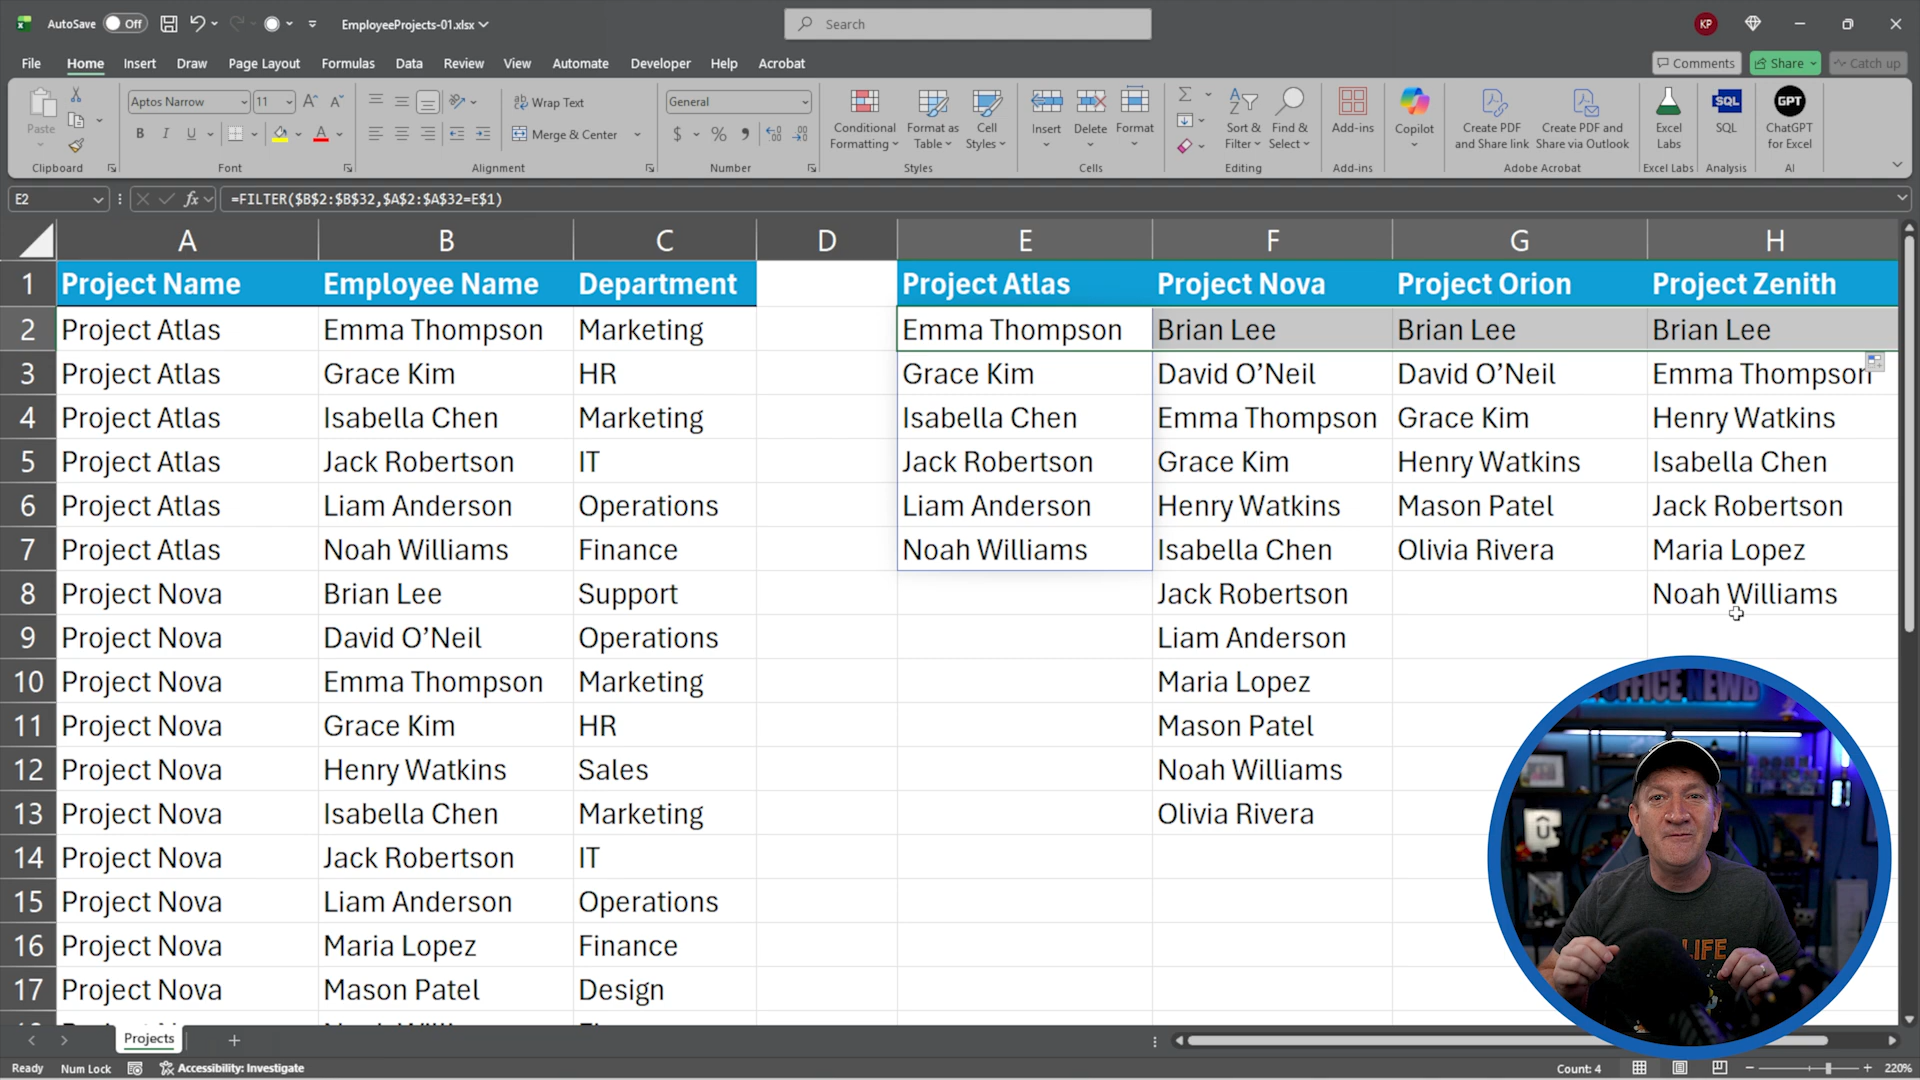 AutoSave Off EmployeeProjects-01.xlsx Search KP
File Home Insert Draw Page Layout Formulas Data Review View Automate Developer Help Acrobat Comments Share Catch up
Paste Aptos Narrow 11 Wrap Text General Conditional Formatting Format as Table Cell Styles Insert Delete Format Sort & Filter Find & Select Add-ins Copilot Create PDF and Share link Create PDF and Share via Outlook Excel Labs SQL SQL GPT ChatGPT for Excel
B I U A Merge & Center $ % 9
Clipboard Font Alignment Number Styles Cells Editing Add-ins Adobe Acrobat Excel Labs Analysis AI
E2 fx =FILTER($B$2:$B$32,$A$2:$A$32=E$1)
A B C D E F G H
1 Project Name Employee Name Department Project Atlas Project Nova Project Orion Project Zenith
2 Project Atlas Emma Thompson Marketing Emma Thompson Brian Lee Brian Lee Brian Lee
3 Project Atlas Grace Kim HR Grace Kim David O’Neil David O’Neil Emma Thompson
4 Project Atlas Isabella Chen Marketing Isabella Chen Emma Thompson Grace Kim Henry Watkins
5 Project Atlas Jack Robertson IT Jack Robertson Grace Kim Henry Watkins Isabella Chen
6 Project Atlas Liam Anderson Operations Liam Anderson Henry Watkins Mason Patel Jack Robertson
7 Project Atlas Noah Williams Finance Noah Williams Isabella Chen Olivia Rivera Maria Lopez
8 Project Nova Brian Lee Support Jack Robertson Noah Williams
9 Project Nova David O’Neil Operations Liam Anderson
10 Project Nova Emma Thompson Marketing Maria Lopez
11 Project Nova Grace Kim HR Mason Patel
12 Project Nova Henry Watkins Sales Noah Williams
13 Project Nova Isabella Chen Marketing Olivia Rivera
14 Project Nova Jack Robertson IT
15 Project Nova Liam Anderson Operations
16 Project Nova Maria Lopez Finance
17 Project Nova Mason Patel Design
OFFICE NEWB
LIFE
Projects
Ready Num Lock Accessibility: Investigate Count: 4 220%